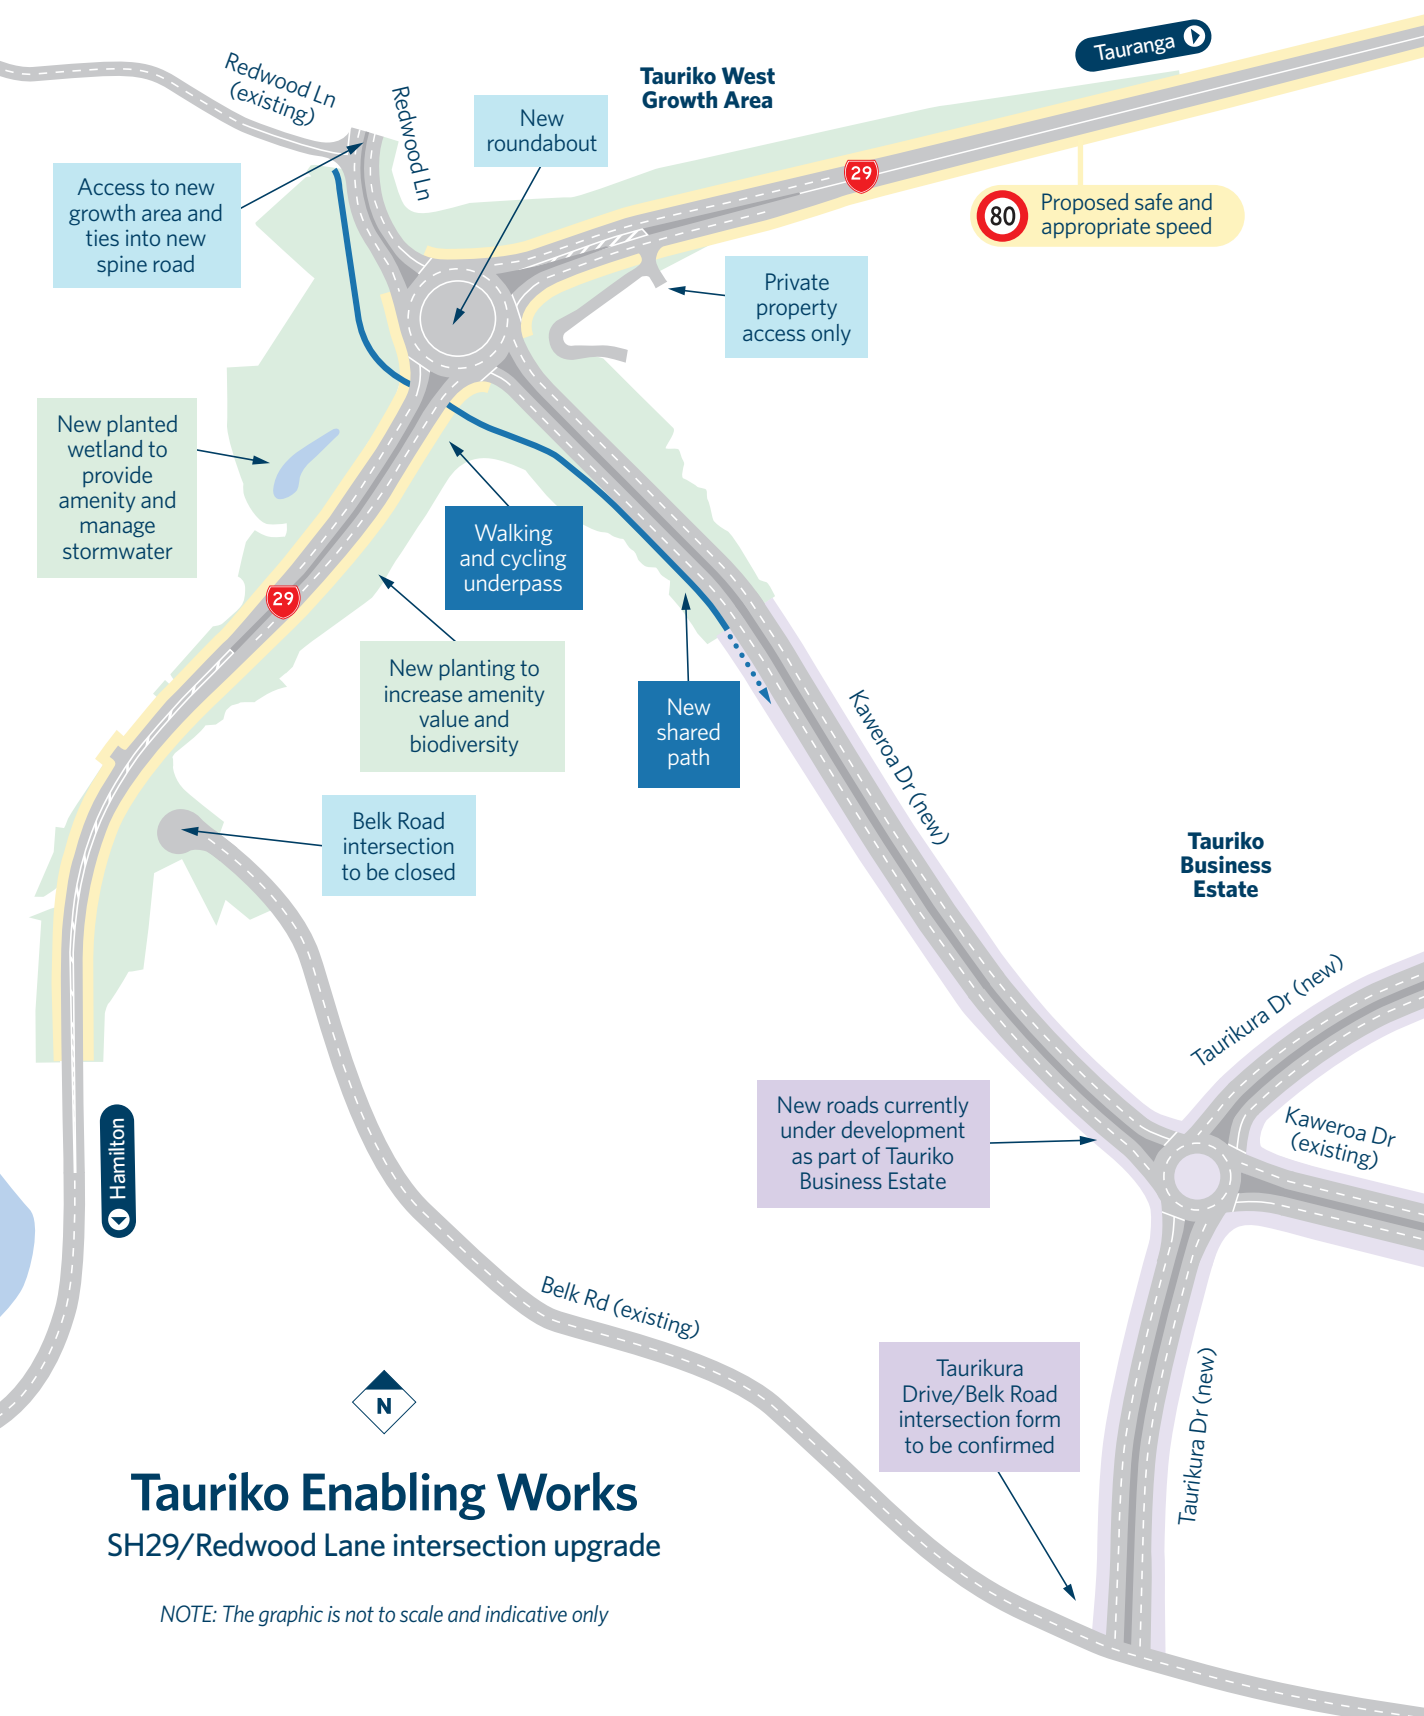 Tauranga
Redwood Ln
(existing)
Redwood Ln
Tauriko West
Growth Area
New
roundabout
29
Access to new
growth area and
ties into new
spine road
80
Proposed safe and
appropriate speed
Private
property
access only
New planted
wetland to
provide
amenity and
manage
stormwater
Walking
and cycling
underpass
29
New planting to
increase amenity
value and
biodiversity
New
shared
path
Kaweroa Dr (new)
Belk Road
intersection
to be closed
Tauriko
Business
Estate
Taurikura Dr (new)
Hamilton
New roads currently
under development
as part of Tauriko
Business Estate
Kaweroa Dr
(existing)
Belk Rd (existing)
Taurikura
Drive/Belk Road
intersection form
to be confirmed
Taurikura Dr (new)
N
Tauriko Enabling Works
SH29/Redwood Lane intersection upgrade
NOTE: The graphic is not to scale and indicative only